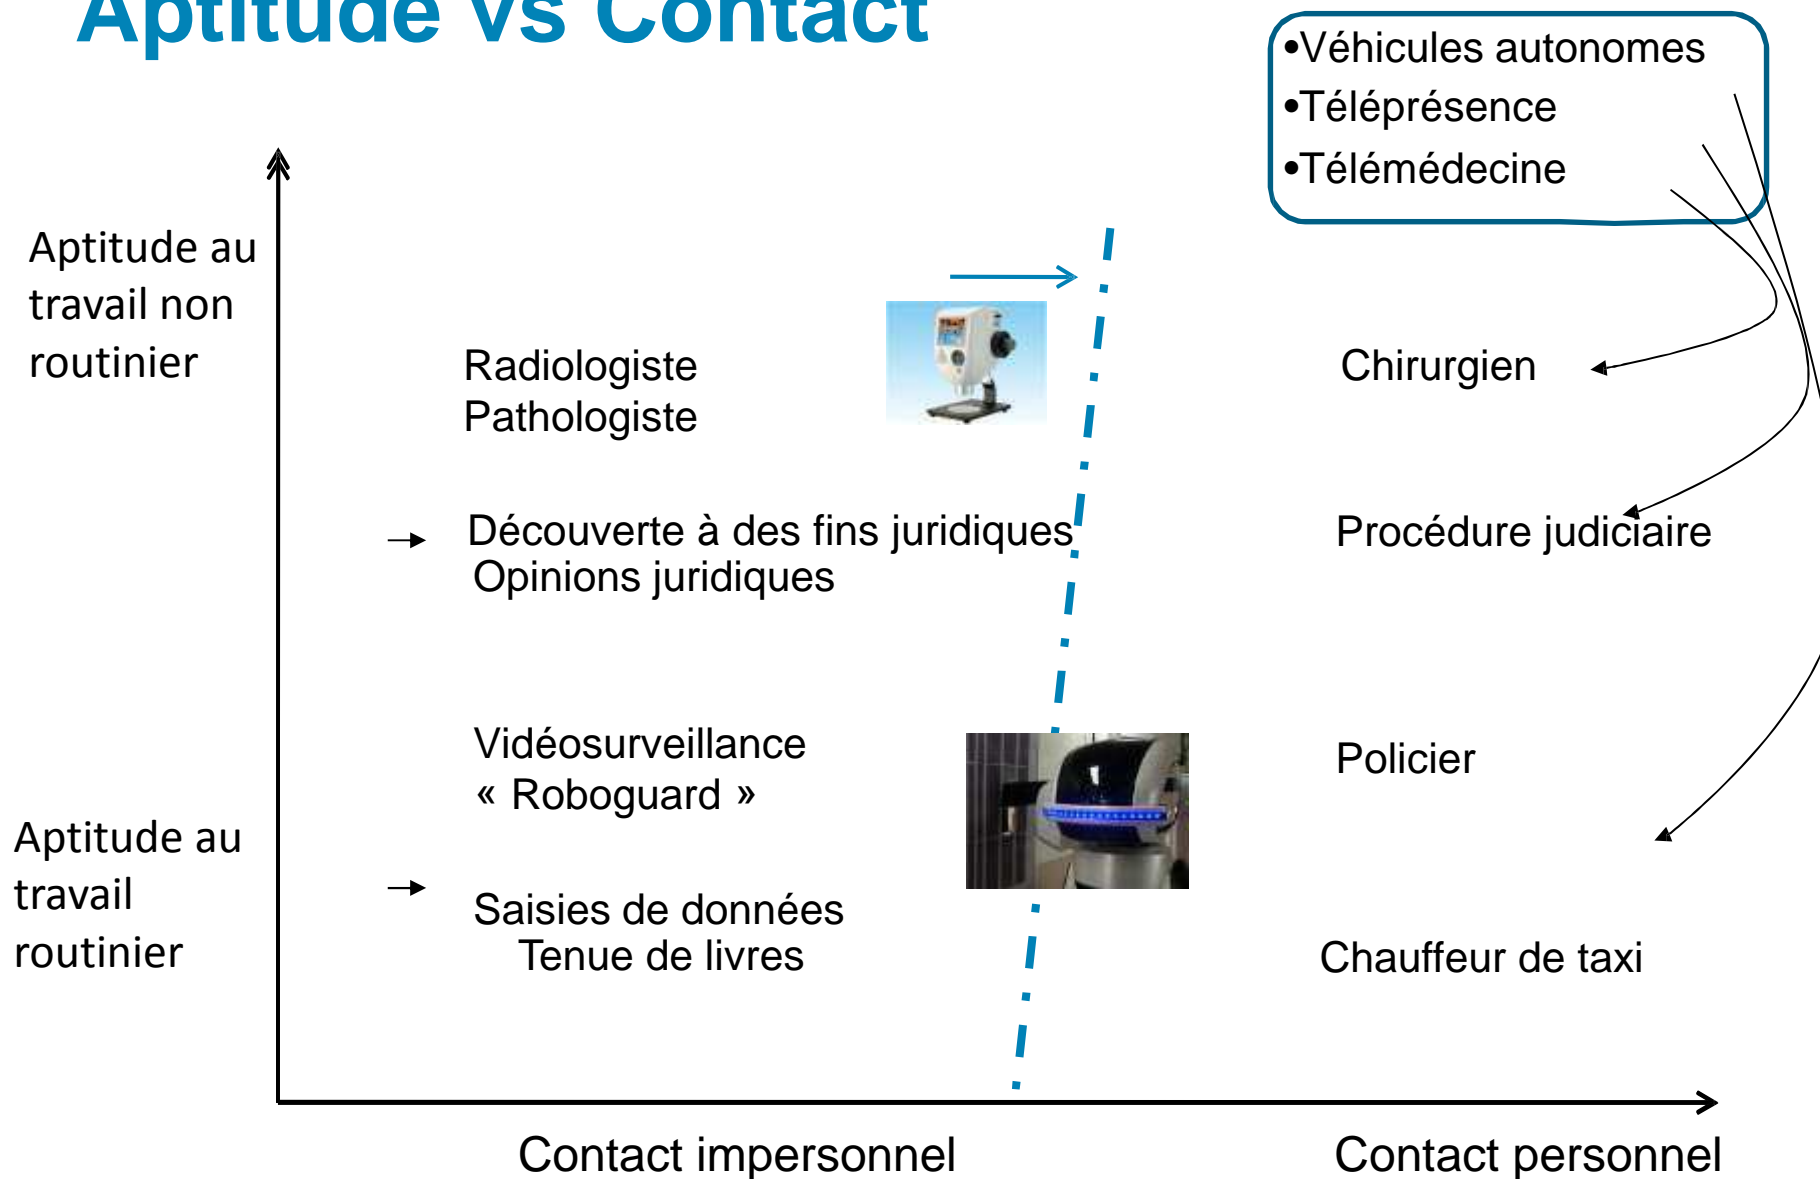 Aptitude vs Contact
•Véhicules autonomes
•Téléprésence
•Télémédecine
Aptitude au
travail non
routinier
Radiologiste
Pathologiste
Chirurgien
Découverte à des fins juridiques
Opinions juridiques
Procédure judiciaire
Vidéosurveillance
« Roboguard »
Policier
Aptitude au
travail
routinier
Saisies de données
Tenue de livres
Chauffeur de taxi
Contact impersonnel
Contact personnel